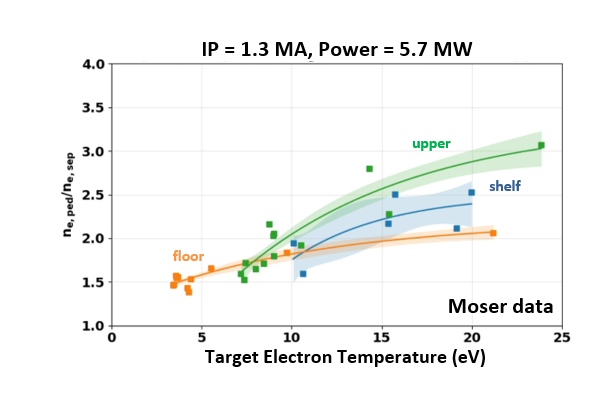 IP = 1.3 MA, Power = 5.7 MW
4.0
3.5
3.0
2.5
2.0
1.5
1.0
n_e, ped/n_e, sep
upper
shelf
floor
Moser data
0 5 10 15 20 25
Target Electron Temperature (eV)